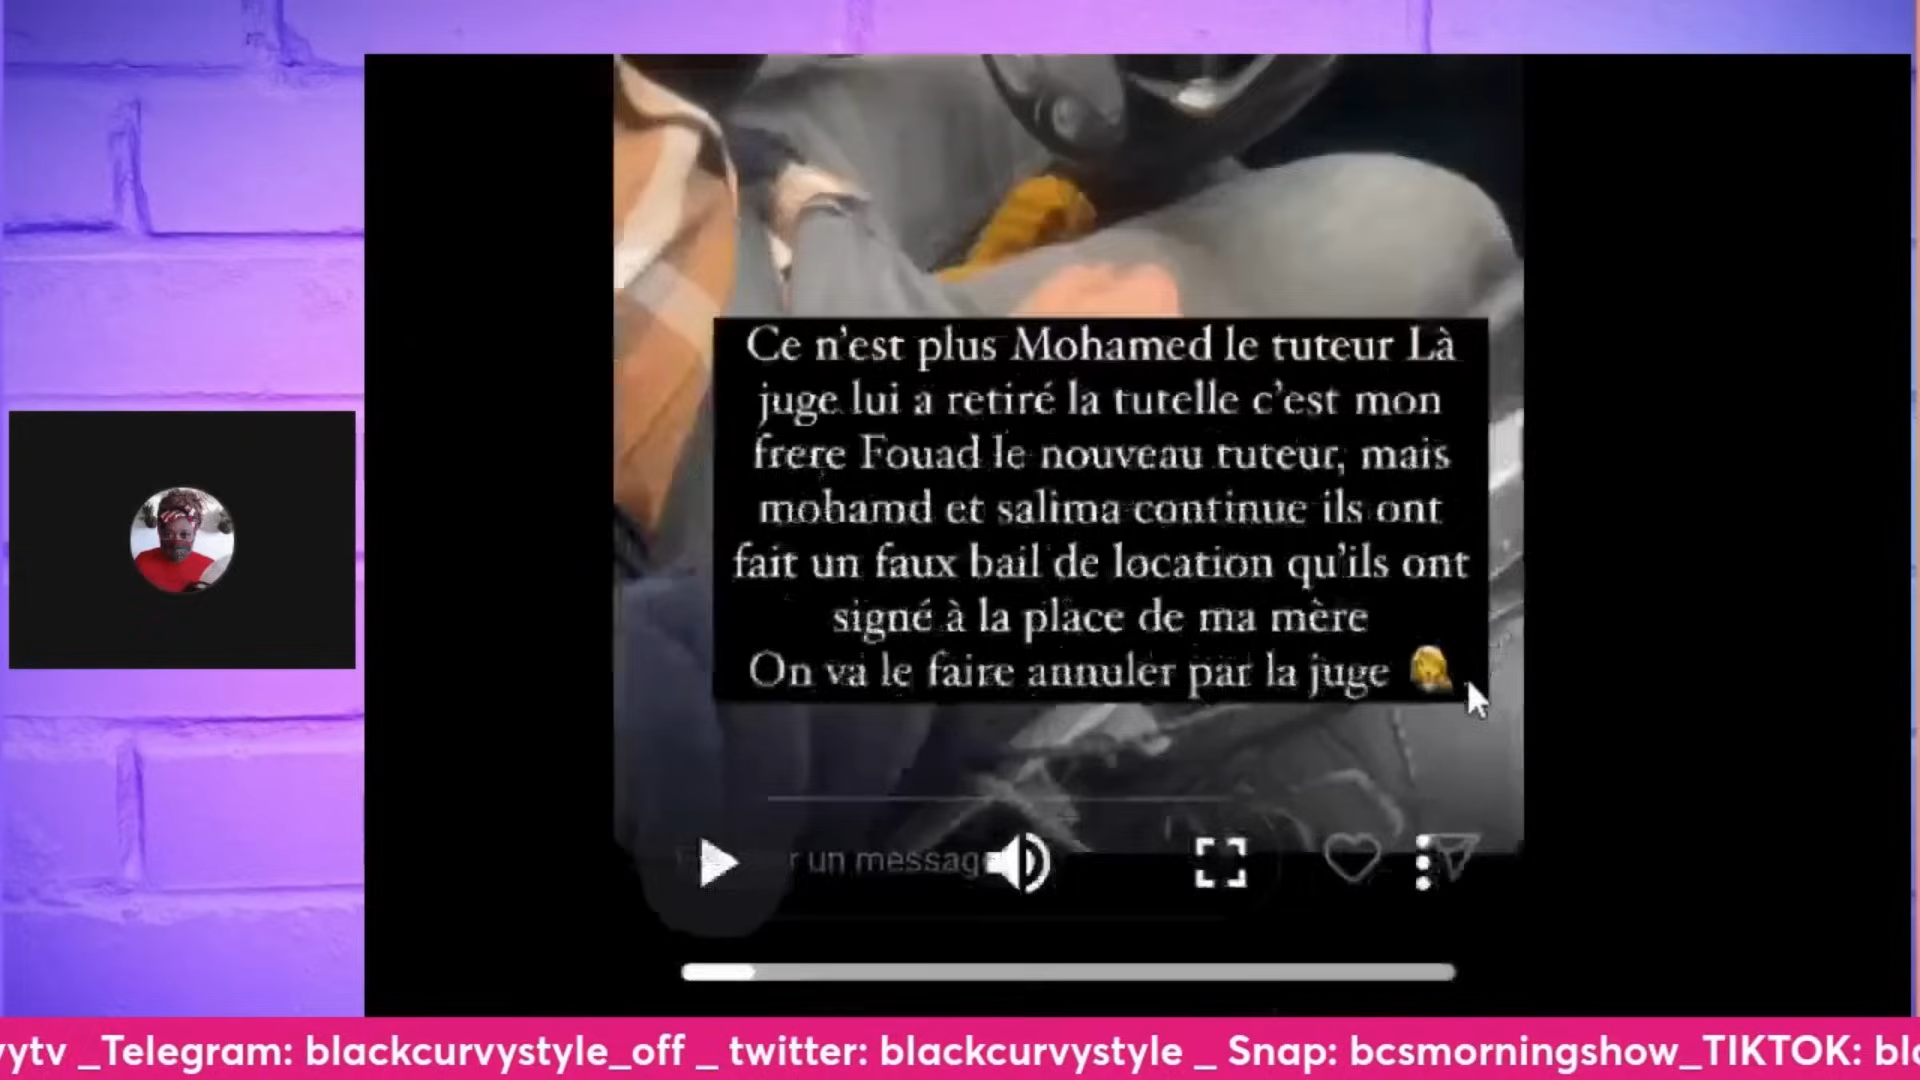 Ce n'est plus Mohamed le tuteur Là
juge lui a retiré la tutelle c'est mon
frere Fouad le nouveau tuteur, mais
mohamd et salima continue ils ont
fait un faux bail de location qu'ils ont
signé à la place de ma mère
On va le faire annuler par la juge
r un message
ytv _Telegram: blackcurvystyle_off _ twitter: blackcurvystyle _ Snap: bcsmorningshow_TIKTOK: